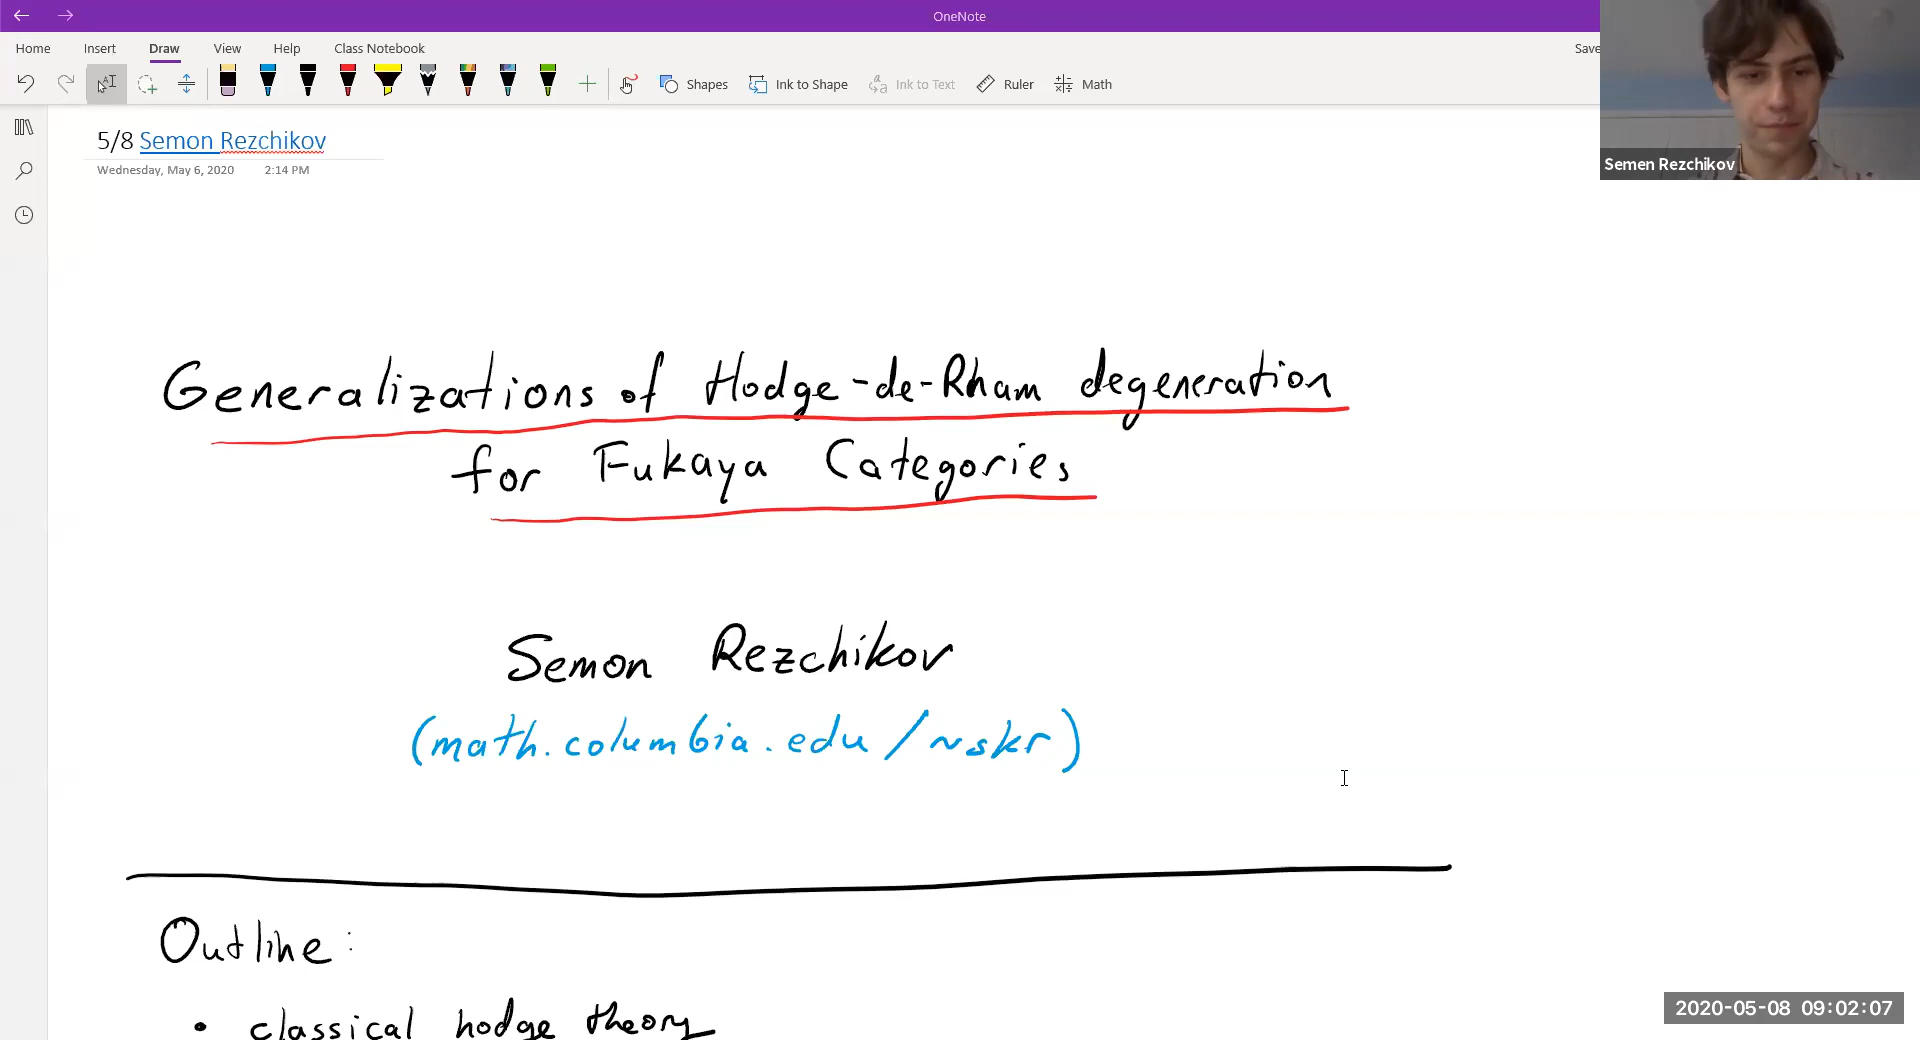 OneNote
Home Insert Draw View Help Class Notebook Save
Shapes Ink to Shape Ink to Text Ruler Math
5/8 Semon Rezchikov
Wednesday, May 6, 2020 2:14 PM
Semen Rezchikov
Generalizations of Hodge-de-Rham degeneration
for Fukaya Categories
Semon Rezchikov
(math.columbia.edu/~skr)
Outline:
• classical hodge theory
2020-05-08 09:02:07